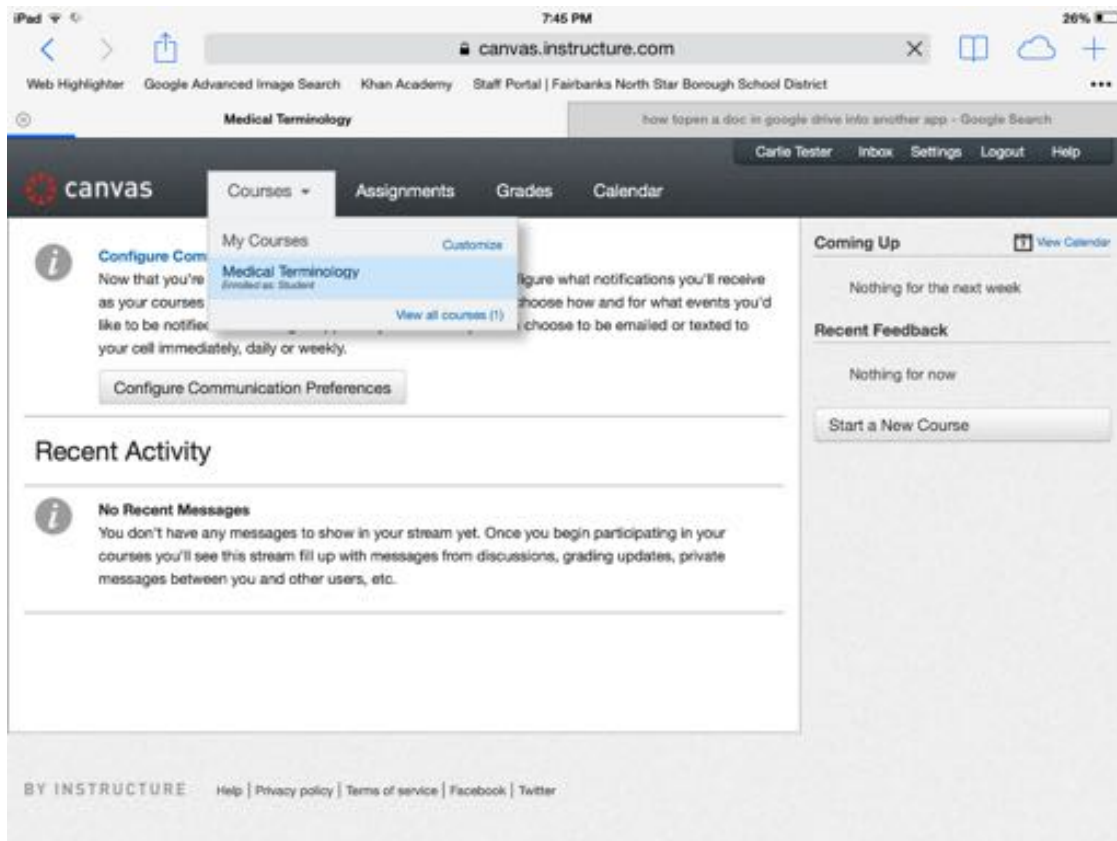 iPad 7:45 PM 26%
canvas.instructure.com
Web Highlighter Google Advanced Image Search Khan Academy Staff Portal | Fairbanks North Star Borough School District
Medical Terminology how topen a doc in google drive into another app - Google Search
Carlie Tester Inbox Settings Logout Help
canvas Courses Assignments Grades Calendar
My Courses Customize
Medical Terminology
Enrolled as: Student
View all courses (1)
Configure Com
Now that you're figure what notifications you'll receive
as your courses choose how and for what events you'd
like to be notified choose to be emailed or texted to
your cell immediately, daily or weekly.
Configure Communication Preferences
Recent Activity
No Recent Messages
You don't have any messages to show in your stream yet. Once you begin participating in your
courses you'll see this stream fill up with messages from discussions, grading updates, private
messages between you and other users, etc.
Coming Up View Calendar
Nothing for the next week
Recent Feedback
Nothing for now
Start a New Course
BY INSTRUCTURE Help | Privacy policy | Terms of service | Facebook | Twitter